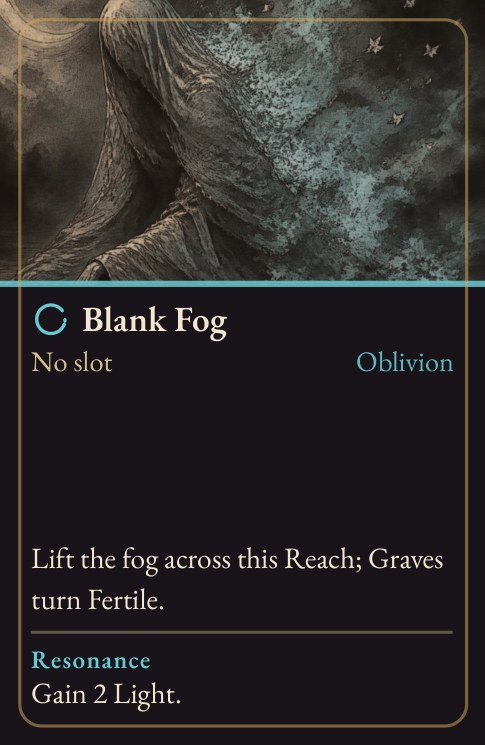 Blank Fog
No slot
Oblivion
Lift the fog across this Reach; Graves
turn Fertile.
Resonance
Gain 2 Light.